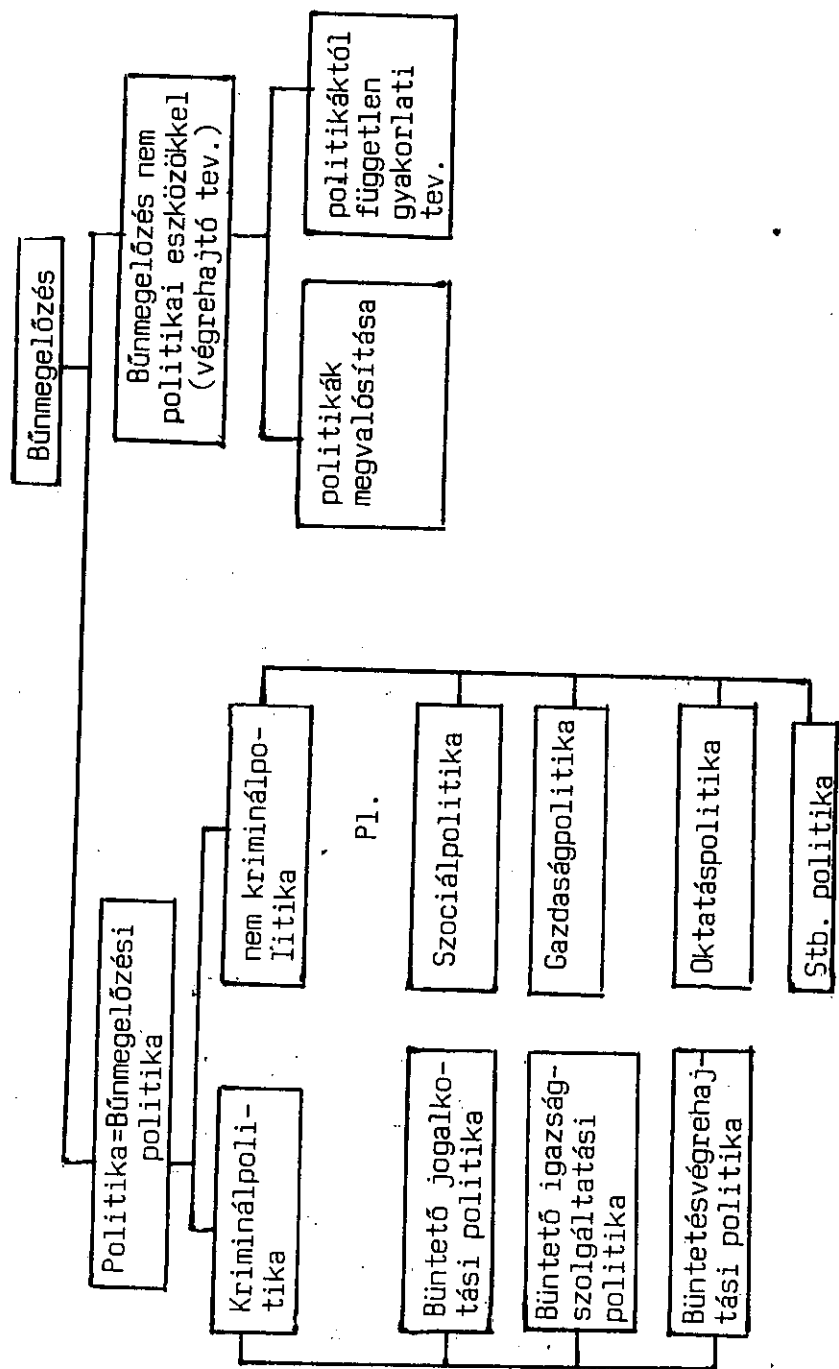 Bűnmegelőzés
Politika=Bűnmegelőzési
politika
Bűnmegelőzés nem
politikai eszközökkel
(végrehajtó tev.)
Kriminálpoli-
tika
nem kriminálpo-
litika
politikák
megvalósítása
politikáktól
független
gyakorlati
tev.
Pl.
Büntető jogalko-
tási politika
Szociálpolitika
Büntető igazság-
szolgáltatási
politika
Gazdaságpolitika
Büntetésvégrehaj-
tási politika
Oktatáspolitika
Stb. politika